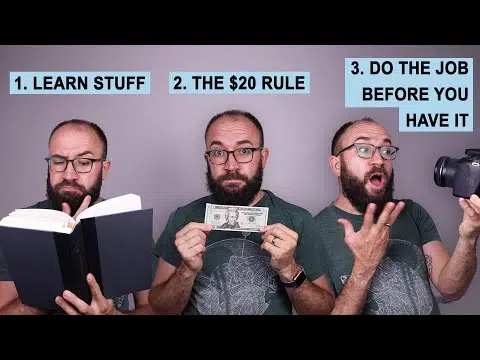 1. LEARN STUFF
2. THE $20 RULE
3. DO THE JOB
BEFORE YOU
HAVE IT